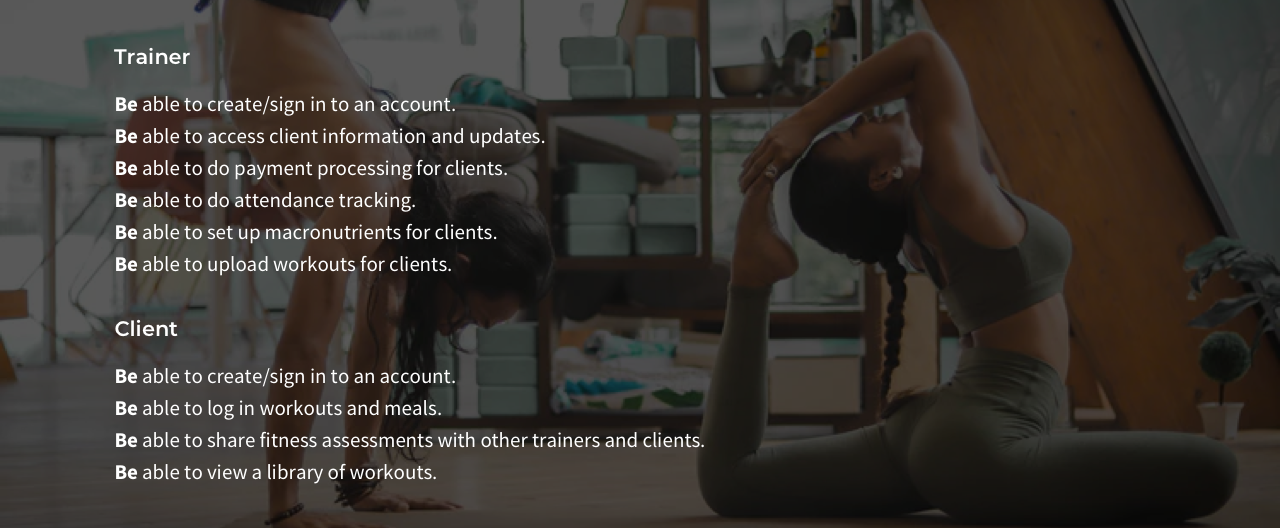 Trainer
Be able to create/sign in to an account.
Be able to access client information and updates.
Be able to do payment processing for clients.
Be able to do attendance tracking.
Be able to set up macronutrients for clients.
Be able to upload workouts for clients.
Client
Be able to create/sign in to an account.
Be able to log in workouts and meals.
Be able to share fitness assessments with other trainers and clients.
Be able to view a library of workouts.